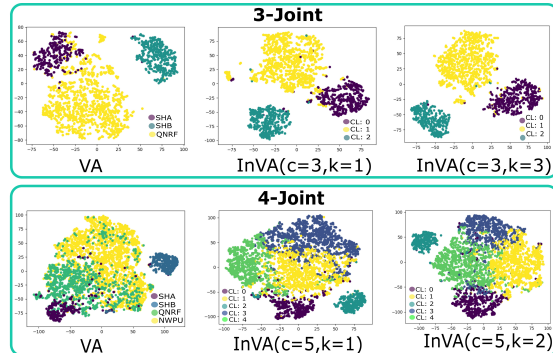 3-Joint
SHA
SHB
QNRF
CL: 0
CL: 1
CL: 2
CL: 0
CL: 1
CL: 2
VA
InVA(c=3,k=1)
InVA(c=3,k=3)
4-Joint
SHA
SHB
QNRF
NWPU
CL: 0
CL: 1
CL: 2
CL: 3
CL: 4
CL: 0
CL: 1
CL: 2
CL: 3
CL: 4
VA
InVA(c=5,k=1)
InVA(c=5,k=2)